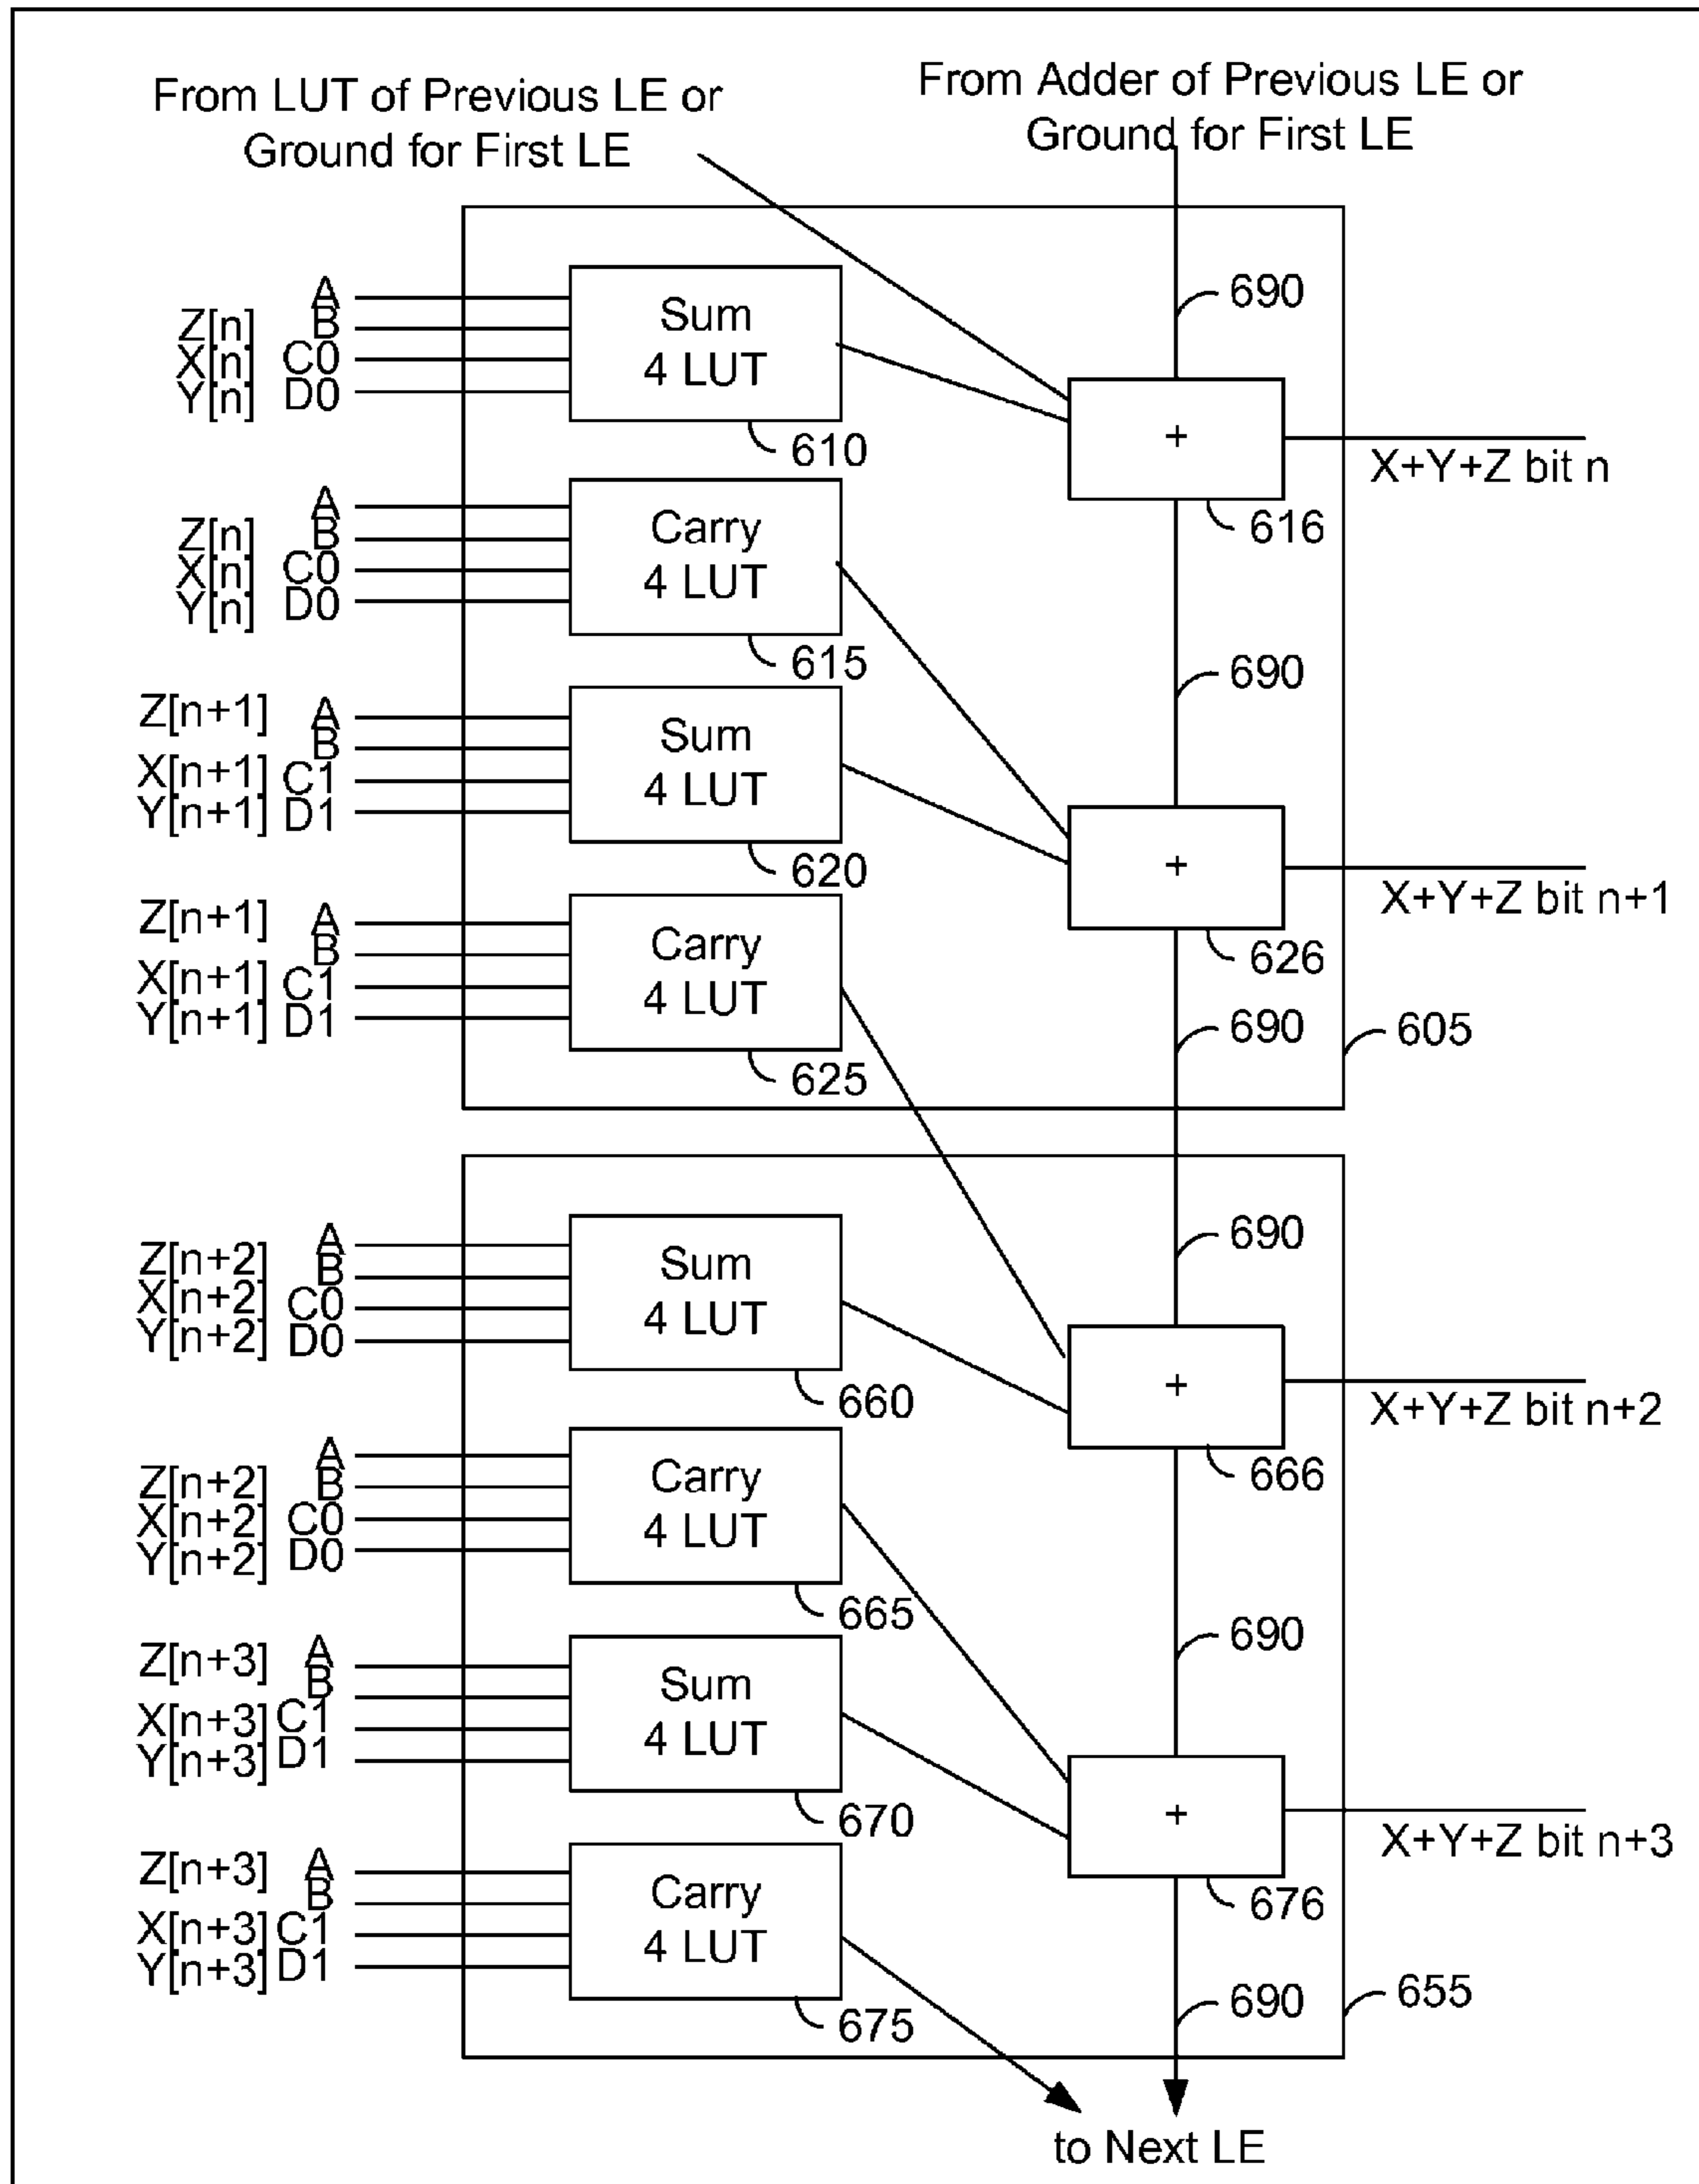 From LUT of Previous LE or
Ground for First LE
From Adder of Previous LE or
Ground for First LE
690
A
Z[n] B
X[n] C0
Y[n] D0
Sum
4 LUT
610
+
616
X+Y+Z bit n
A
Z[n] B
X[n] C0
Y[n] D0
Carry
4 LUT
615
690
Z[n+1] A
B
X[n+1] C1
Y[n+1] D1
Sum
4 LUT
620
+
626
X+Y+Z bit n+1
Z[n+1] A
B
X[n+1] C1
Y[n+1] D1
Carry
4 LUT
625
690
605
690
A
Z[n+2] B
X[n+2] C0
Y[n+2] D0
Sum
4 LUT
660
+
666
X+Y+Z bit n+2
A
Z[n+2] B
X[n+2] C0
Y[n+2] D0
Carry
4 LUT
665
690
Z[n+3] A
B
X[n+3] C1
Y[n+3] D1
Sum
4 LUT
670
+
676
X+Y+Z bit n+3
Z[n+3] A
B
X[n+3] C1
Y[n+3] D1
Carry
4 LUT
675
690
655
to Next LE